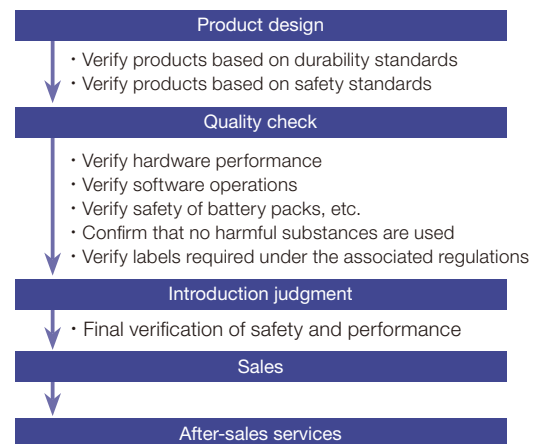 Product design
・Verify products based on durability standards
・Verify products based on safety standards
Quality check
・Verify hardware performance
・Verify software operations
・Verify safety of battery packs, etc.
・Confirm that no harmful substances are used
・Verify labels required under the associated regulations
Introduction judgment
・Final verification of safety and performance
Sales
After-sales services